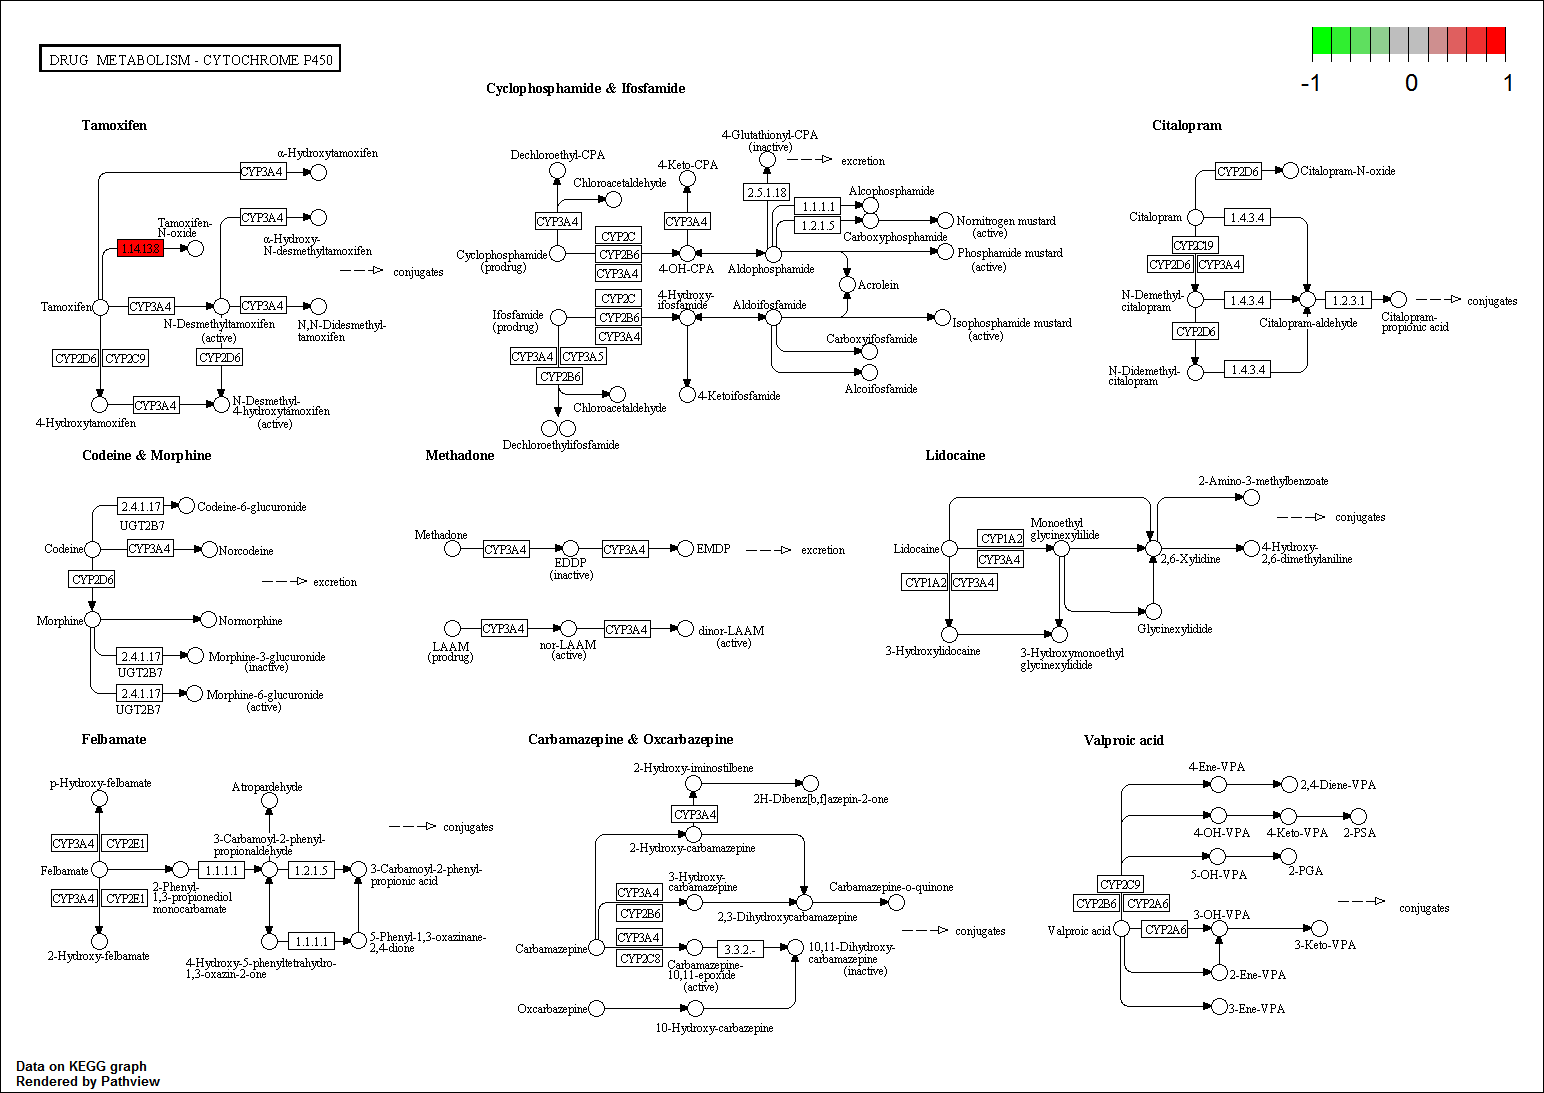 DRUG METABOLISM - CYTOCHROME P450
-1 0 1
Cyclophosphamide & Ifosfamide
Tamoxifen
α-Hydroxytamoxifen
CYP3A4
Tamoxifen-
N-oxide
CYP3A4
α-Hydroxy-
N-desmethyltamoxifen
1.14.13.8
conjugates
Tamoxifen
CYP3A4
CYP3A4
N-Desmethyltamoxifen
(active)
N,N-Didesmethyl-
tamoxifen
CYP2D6
CYP2C9
CYP2D6
CYP3A4
N-Desmethyl-
4-hydroxytamoxifen
(active)
4-Hydroxytamoxifen
Dechloroethyl-CPA
Chloroacetaldehyde
CYP3A4
4-Keto-CPA
CYP3A4
4-Glutathionyl-CPA
(inactive)
excretion
2.5.1.18
1.1.1.1
Alcophosphamide
1.2.1.5
Carboxyphosphamide
Nornitrogen mustard
(active)
Cyclophosphamide
(prodrug)
CYP2C
CYP2B6
CYP3A4
4-OH-CPA
Aldophosphamide
Phosphamide mustard
(active)
Acrolein
Ifosfamide
(prodrug)
CYP2C
CYP2B6
CYP3A4
4-Hydroxy-
ifosfamide
Aldoifosfamide
Isophosphamide mustard
(active)
CYP3A4
CYP3A5
CYP2B6
Carboxyifosfamide
Alcoifosfamide
Chloroacetaldehyde
4-Ketoifosfamide
Dechloroethylifosfamide
Citalopram
CYP2D6
Citalopram-N-oxide
Citalopram
1.4.3.4
CYP2C19
CYP2D6
CYP3A4
N-Demethyl-
citalopram
1.4.3.4
1.2.3.1
conjugates
Citalopram-aldehyde
Citalopram-
propionic acid
CYP2D6
N-Didemethyl-
citalopram
1.4.3.4
Codeine & Morphine
2.4.1.17
UGT2B7
Codeine-6-glucuronide
Codeine
CYP3A4
Norcodeine
CYP2D6
excretion
Morphine
Normorphine
2.4.1.17
UGT2B7
Morphine-3-glucuronide
(inactive)
2.4.1.17
UGT2B7
Morphine-6-glucuronide
(active)
Methadone
Methadone
CYP3A4
EDDP
(inactive)
CYP3A4
EMDP
excretion
LAAM
(prodrug)
CYP3A4
nor-LAAM
(active)
CYP3A4
dinor-LAAM
(active)
Lidocaine
2-Amino-3-methylbenzoate
conjugates
Lidocaine
CYP1A2
CYP3A4
Monoethyl
glycinexylilide
2,6-Xylidine
4-Hydroxy-
2,6-dimethylaniline
CYP1A2
CYP3A4
Glycinexylidide
3-Hydroxylidocaine
3-Hydroxymonoethyl
glycinexylidide
Felbamate
p-Hydroxy-felbamate
Atropardehyde
conjugates
CYP3A4
CYP2E1
3-Carbamoyl-2-phenyl-
propionaldehyde
Felbamate
1.1.1.1
1.2.1.5
3-Carbamoyl-2-phenyl-
propionic acid
CYP3A4
CYP2E1
2-Phenyl-
1,3-propionediol
monocarbamate
1.1.1.1
5-Phenyl-1,3-oxazinane-
2,4-dione
2-Hydroxy-felbamate
4-Hydroxy-5-phenyltetrahydro-
1,3-oxazin-2-one
Carbamazepine & Oxcarbazepine
2-Hydroxy-iminostilbene
2H-Dibenz[b,f]azepin-2-one
CYP3A4
2-Hydroxy-carbamazepine
CYP3A4
CYP2B6
3-Hydroxy-
carbamazepine
2,3-Dihydroxycarbamazepine
Carbamazepine-o-quinone
Carbamazepine
CYP3A4
CYP2C8
Carbamazepine-
10,11-epoxide
(active)
3.3.2.-
10,11-Dihydroxy-
carbamazepine
(inactive)
conjugates
Oxcarbazepine
10-Hydroxy-carbazepine
Valproic acid
4-Ene-VPA
2,4-Diene-VPA
4-OH-VPA
4-Keto-VPA
2-PSA
5-OH-VPA
2-PGA
CYP2C9
CYP2B6
CYP2A6
conjugates
Valproic acid
CYP2A6
3-OH-VPA
3-Keto-VPA
2-Ene-VPA
3-Ene-VPA
Data on KEGG graph
Rendered by Pathview